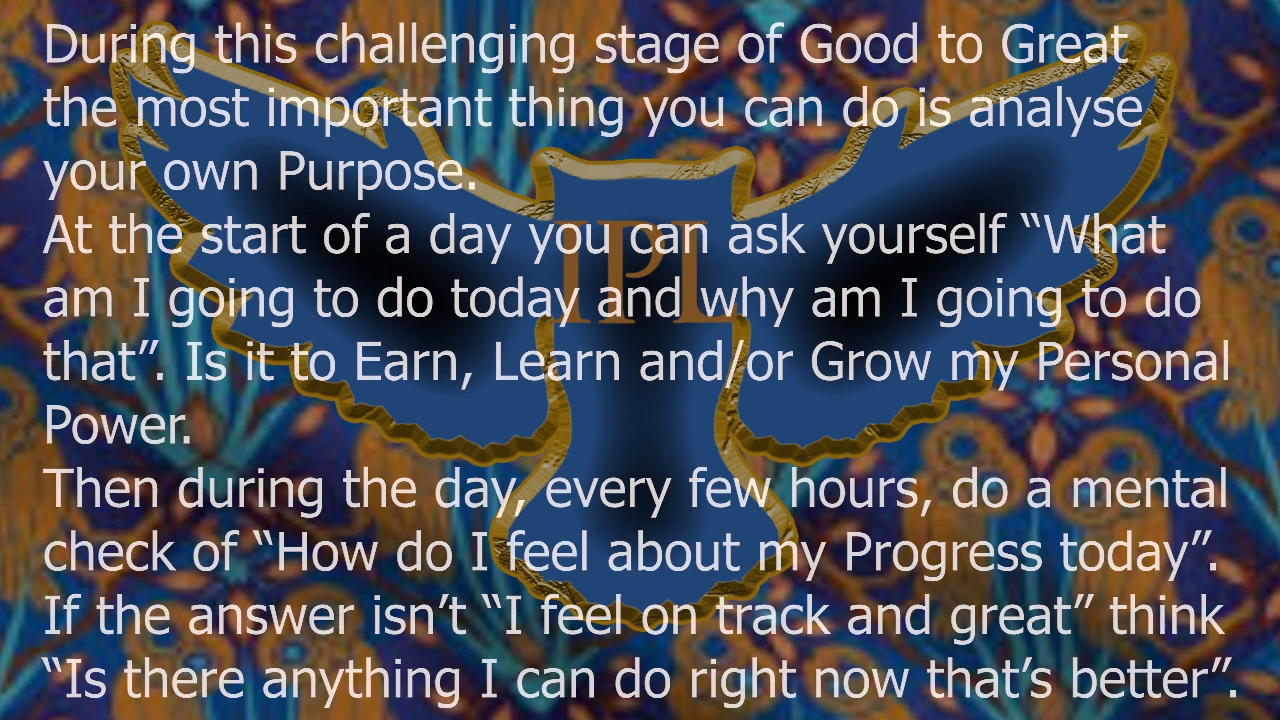 During this challenging stage of Good to Great
the most important thing you can do is analyse
your own Purpose.
At the start of a day you can ask yourself “What
am I going to do today and why am I going to do
that”. Is it to Earn, Learn and/or Grow my Personal
Power.
Then during the day, every few hours, do a mental
check of “How do I feel about my Progress today”.
If the answer isn’t “I feel on track and great” think
“Is there anything I can do right now that’s better”.
IPL